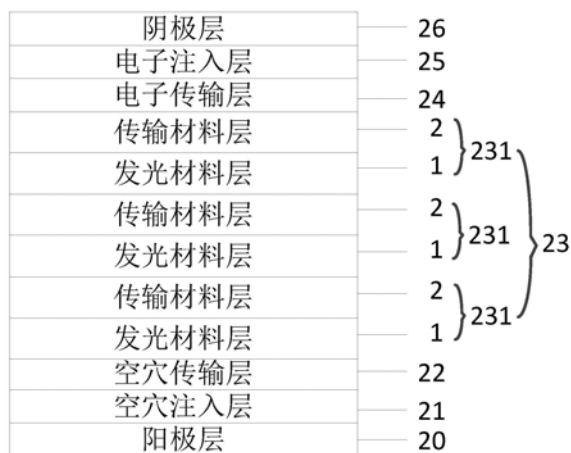 阴极层 26
电子注入层 25
电子传输层 24
传输材料层 2
231
发光材料层 1
传输材料层 2
231 23
发光材料层 1
传输材料层 2
231
发光材料层 1
空穴传输层 22
空穴注入层 21
阳极层 20